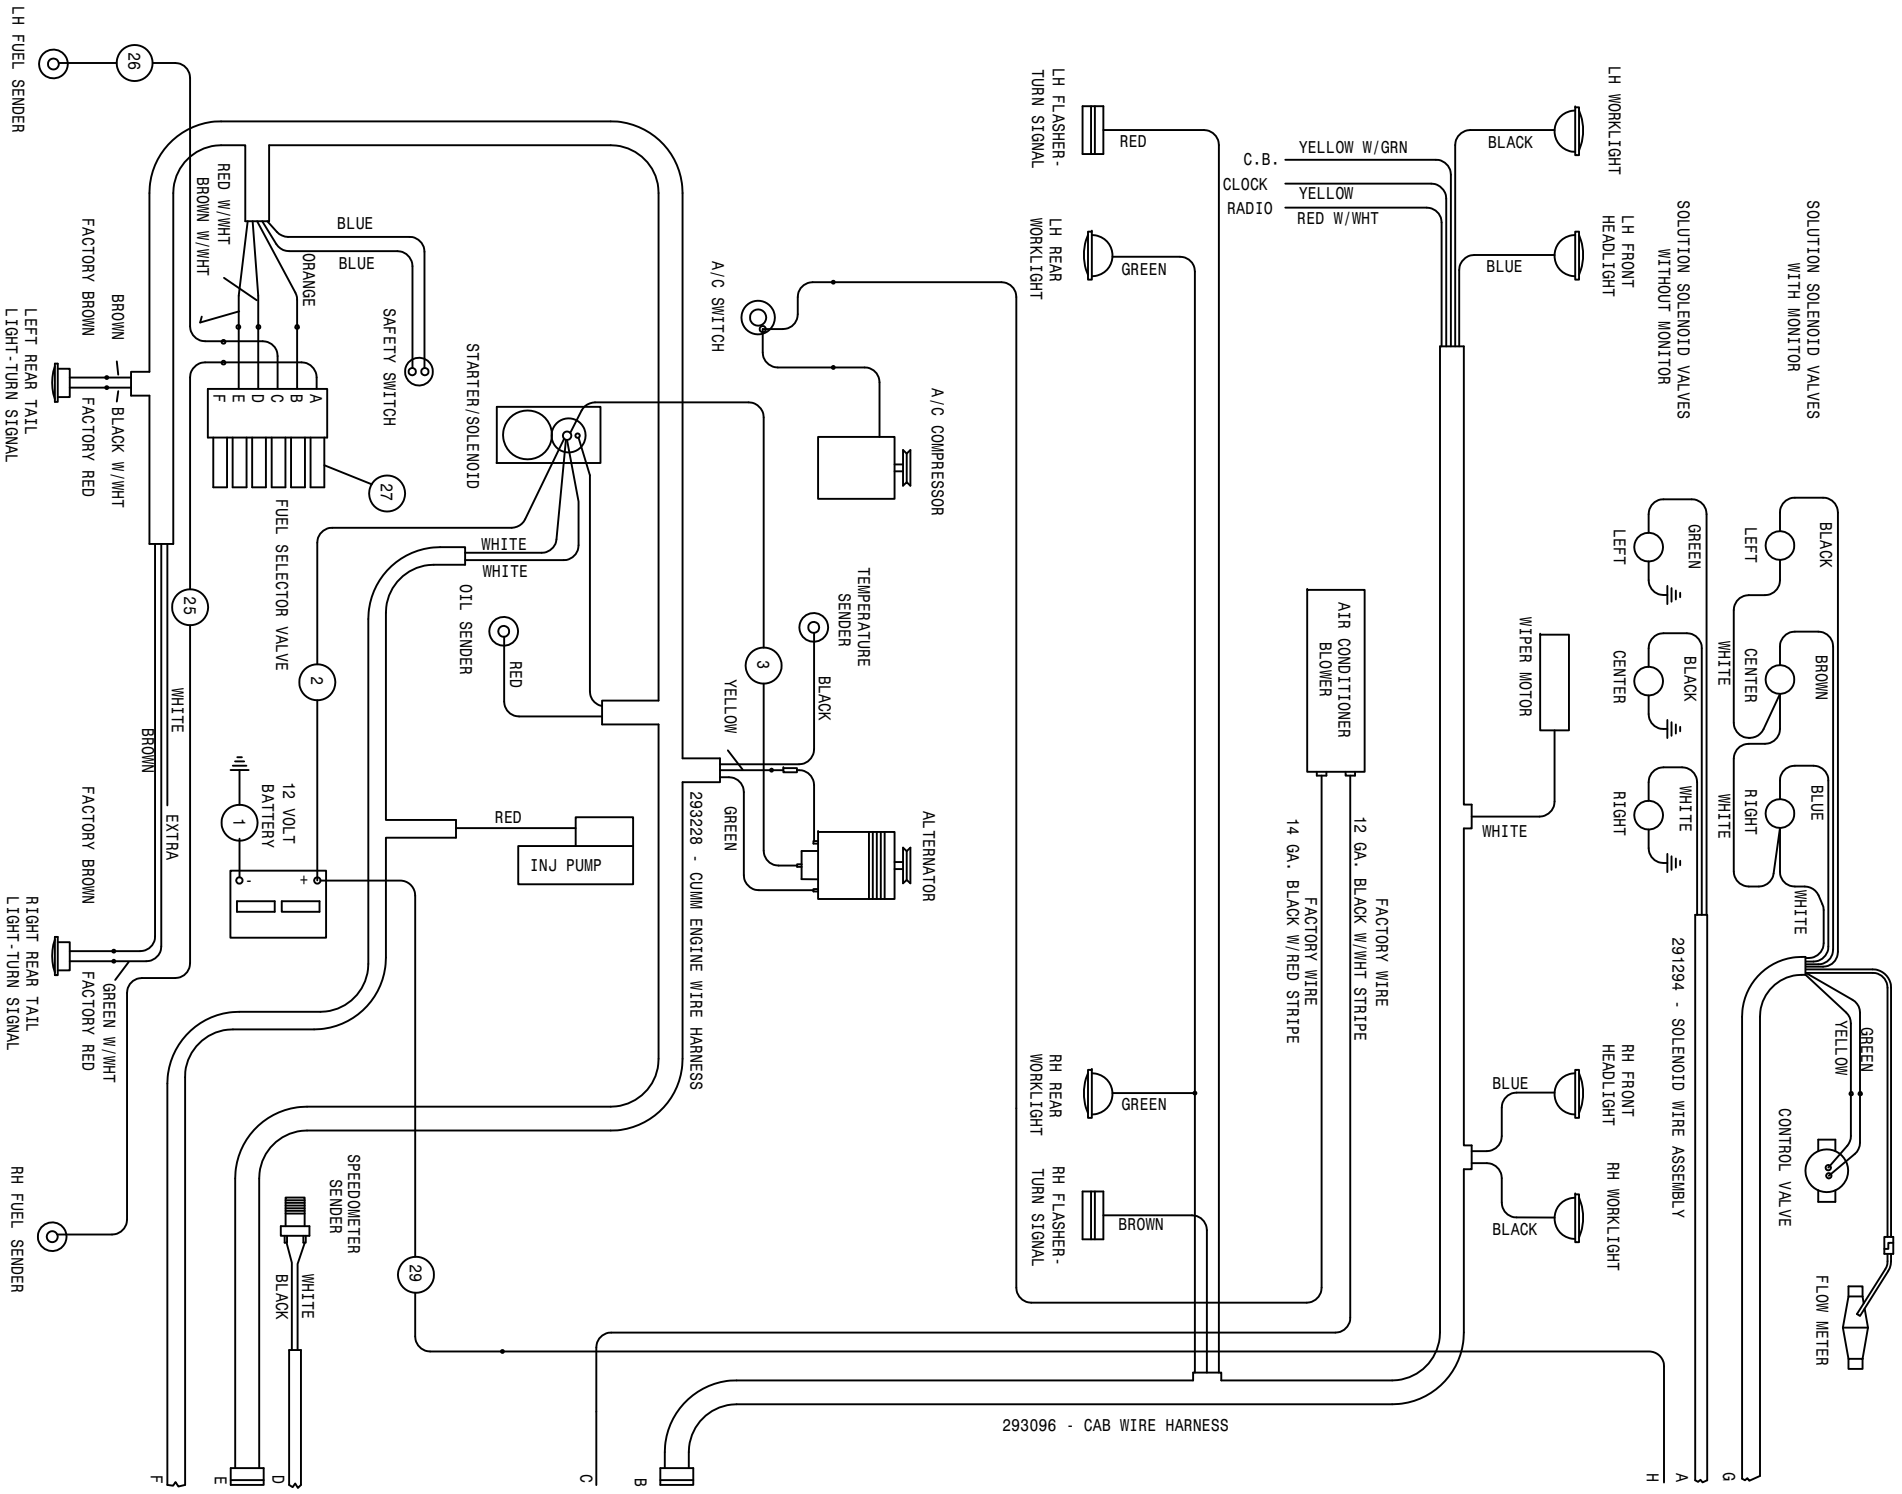 LH FUEL SENDER
26
LH FLASHER-
TURN SIGNAL
RED
LH WORKLIGHT
BLACK
C.B.
YELLOW W/GRN
CLOCK
YELLOW
RADIO
RED W/WHT
LH REAR
WORKLIGHT
GREEN
LH FRONT
HEADLIGHT
BLUE
SOLUTION SOLENOID VALVES
WITHOUT MONITOR
SOLUTION SOLENOID VALVES
WITH MONITOR
RED W/WHT
BROWN W/WHT
ORANGE
BLUE
BLUE
SAFETY SWITCH
FACTORY BROWN
BROWN
LEFT REAR TAIL
LIGHT-TURN SIGNAL
BLACK W/WHT
FACTORY RED
F
E
D
C
B
A
27
FUEL SELECTOR VALVE
STARTER/SOLENOID
A/C SWITCH
A/C COMPRESSOR
WHITE
WHITE
OIL SENDER
RED
TEMPERATURE
SENDER
BLACK
YELLOW
3
2
25
WHITE
BROWN
EXTRA
1
12 VOLT
BATTERY
-
+
RED
INJ PUMP
GREEN
ALTERNATOR
293228 - CUMM ENGINE WIRE HARNESS
AIR CONDITIONER
BLOWER
FACTORY WIRE
12 GA. BLACK W/WHT STRIPE
FACTORY WIRE
14 GA. BLACK W/RED STRIPE
WIPER MOTOR
WHITE
LEFT
GREEN
CENTER
BLACK
RIGHT
WHITE
LEFT
BLACK
WHITE
CENTER
BROWN
WHITE
RIGHT
BLUE
WHITE
291294 - SOLENOID WIRE ASSEMBLY
GREEN
YELLOW
CONTROL VALVE
FLOW METER
FACTORY BROWN
RIGHT REAR TAIL
LIGHT-TURN SIGNAL
GREEN W/WHT
FACTORY RED
RH FUEL SENDER
SPEEDOMETER
SENDER
WHITE
BLACK
29
RH REAR
WORKLIGHT
GREEN
RH FLASHER-
TURN SIGNAL
BROWN
RH FRONT
HEADLIGHT
BLUE
RH WORKLIGHT
BLACK
293096 - CAB WIRE HARNESS
F
E
D
C
B
H
A
G